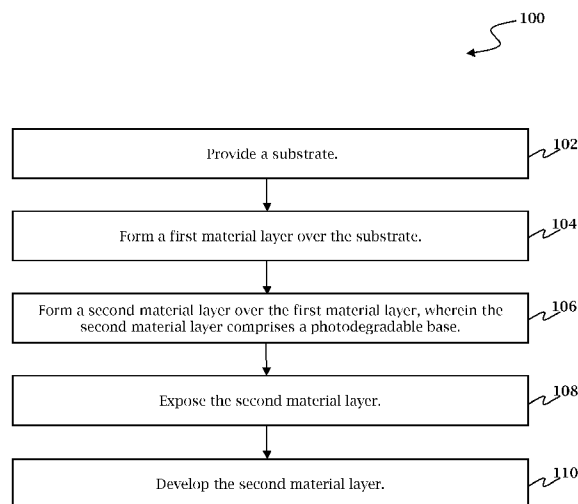 100
Provide a substrate.
102
Form a first material layer over the substrate.
104
Form a second material layer over the first material layer, wherein the
second material layer comprises a photodegradable base.
106
Expose the second material layer.
108
Develop the second material layer.
110